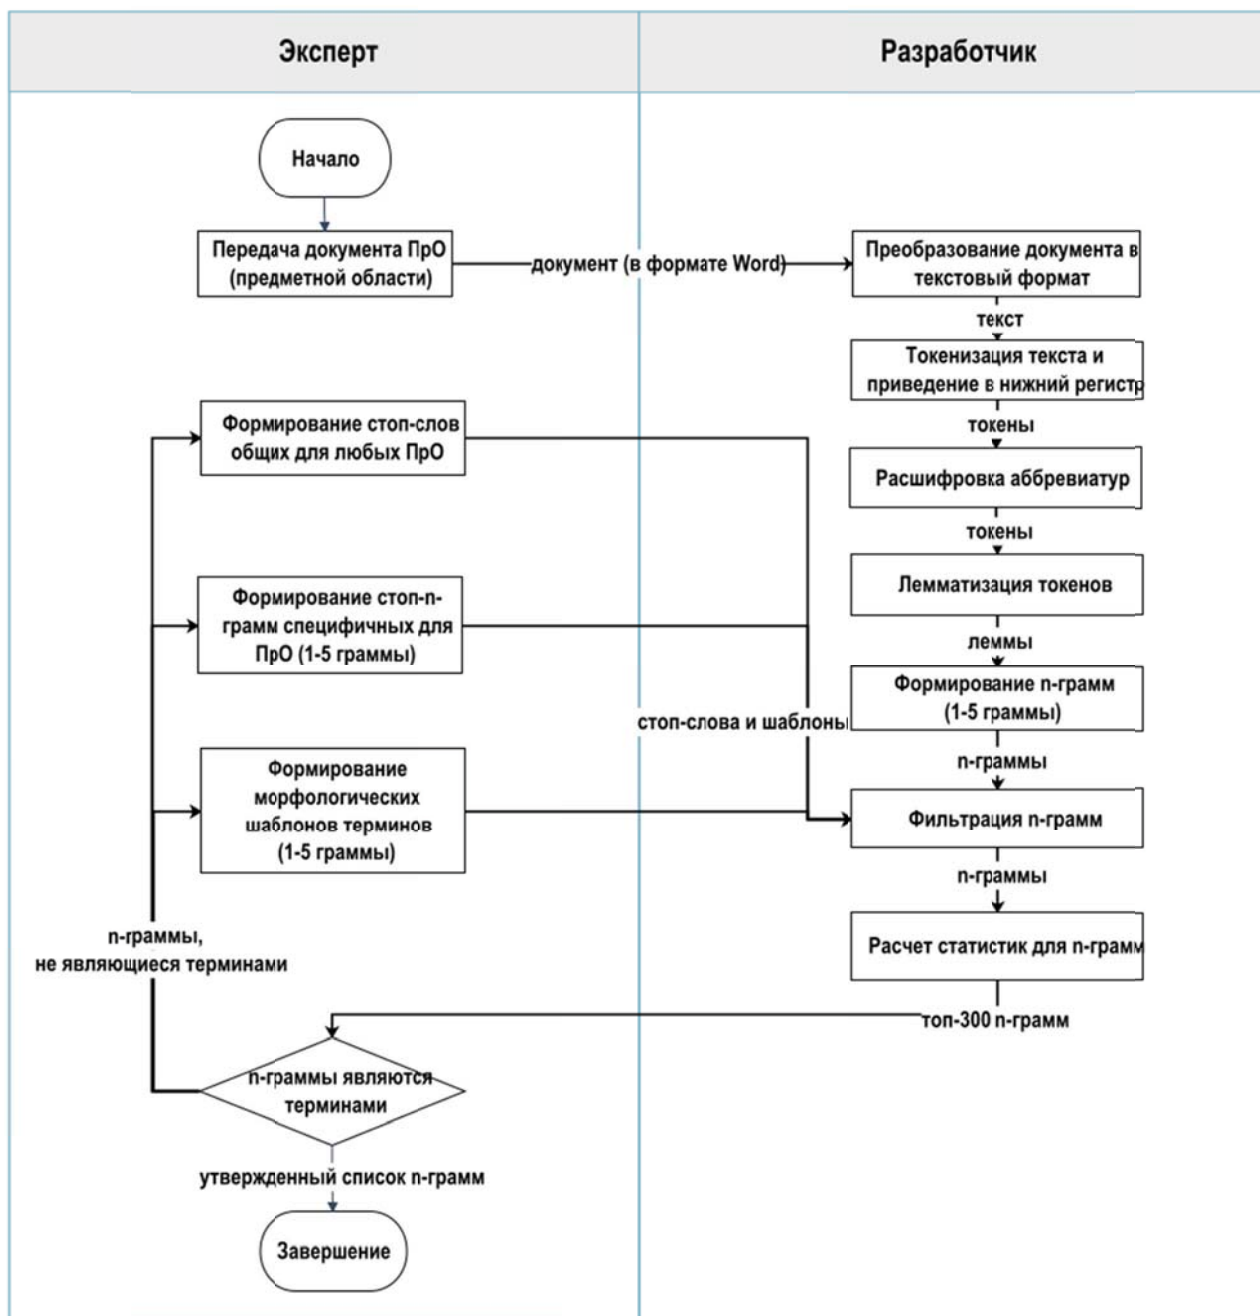 Эксперт
Разработчик
Начало
Передача документа ПрО
(предметной области)
документ (в формате Word)
Преобразование документа в
текстовый формат
текст
Токенизация текста и
приведение в нижний регистр
токены
Формирование стоп-слов
общих для любых ПрО
Расшифровка аббревиатур
токены
Лемматизация токенов
леммы
Формирование стоп-n-
грамм специфичных для
ПрО (1-5 граммы)
Формирование n-грамм
(1-5 граммы)
стоп-слова и шаблоны
n-граммы
Формирование
морфологических
шаблонов терминов
(1-5 граммы)
Фильтрация n-грамм
n-граммы
Расчет статистик для n-грамм
n-граммы,
не являющиеся терминами
топ-300 n-грамм
n-граммы являются
терминами
утвержденный список n-грамм
Завершение